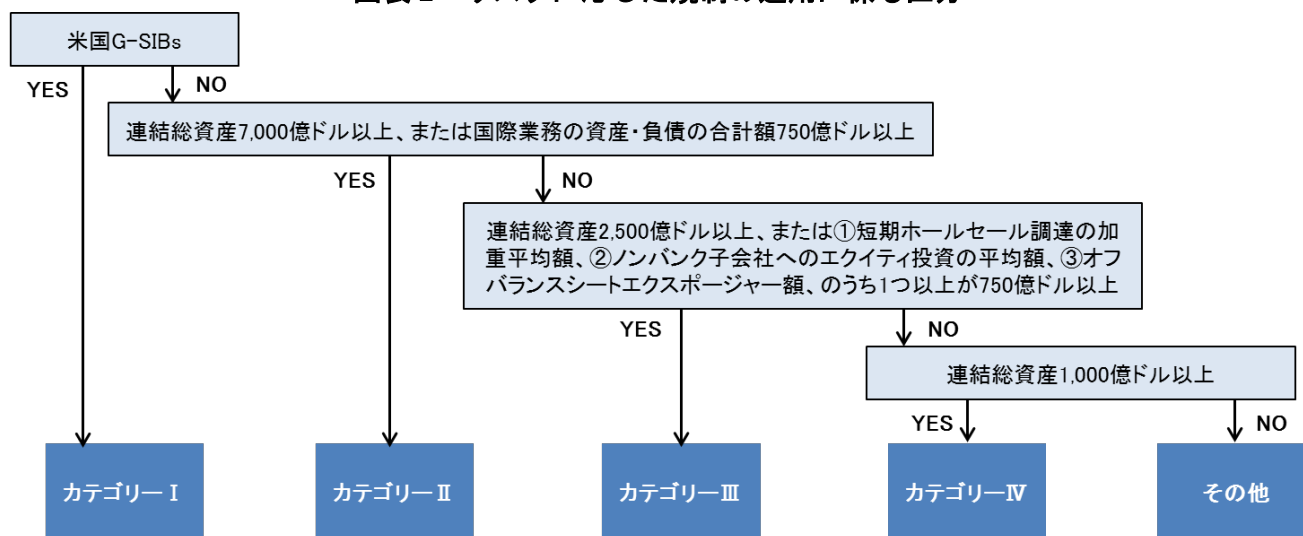 米国G-SIBs
YES
NO
連結総資産7,000億ドル以上、または国際業務の資産・負債の合計額750億ドル以上
YES
NO
連結総資産2,500億ドル以上、または①短期ホールセール調達の加
重平均額、②ノンバンク子会社へのエクイティ投資の平均額、③オフ
バランスシートエクスポージャー額、のうち1つ以上が750億ドル以上
YES
NO
連結総資産1,000億ドル以上
YES
NO
カテゴリーⅠ
カテゴリーⅡ
カテゴリーⅢ
カテゴリーⅣ
その他